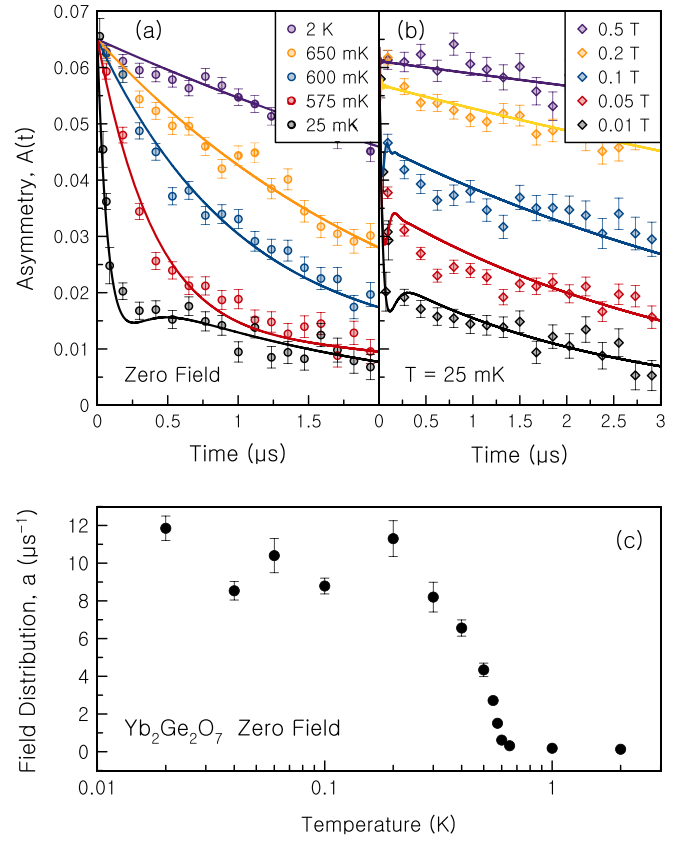 (a)
2 K
650 mK
600 mK
575 mK
25 mK
(b)
0.5 T
0.2 T
0.1 T
0.05 T
0.01 T
Asymmetry, A(t)
0.07
0.06
0.05
0.04
0.03
0.02
0.01
0
Zero Field
T = 25 mK
0 0.5 1 1.5
0 0.5 1 1.5 2 2.5 3
Time (μs)
Time (μs)
(c)
Field Distribution, a (μs⁻¹)
12
10
8
6
4
2
0
Yb₂Ge₂O₇ Zero Field
0.01 0.1 1
Temperature (K)